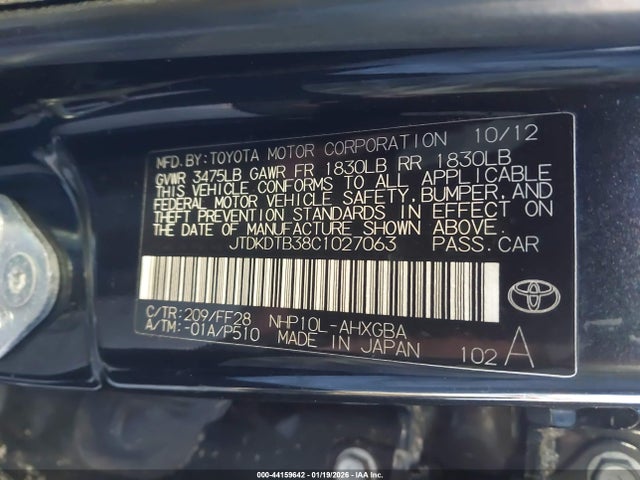 MFD. BY: TOYOTA MOTOR CORPORATION 10/12
GVWR 3475LB GAWR FR 1830LB RR 1830LB
THIS VEHICLE CONFORMS TO ALL APPLICABLE
FEDERAL MOTOR VEHICLE SAFETY, BUMPER, AND
THEFT PREVENTION STANDARDS IN EFFECT ON
THE DATE OF MANUFACTURE SHOWN ABOVE.
JTDKDTB38C1027063 PASS.CAR
C/TR: 209/FF28 NHP10L-AHXGBA
A/TM: -01A/P510 MADE IN JAPAN 102 A
000-44159642 - 01/19/2026 - IAAHC